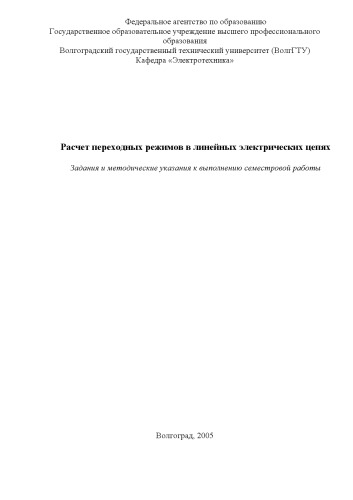 Федеральное агентство по образованию
Государственное образовательное учреждение высшего профессионального
образования
Волгоградский государственный технический университет (ВолгГТУ)
Кафедра «Электротехника»
Расчет переходных режимов в линейных электрических цепях
Задания и методические указания к выполнению семестровой работы
Волгоград, 2005